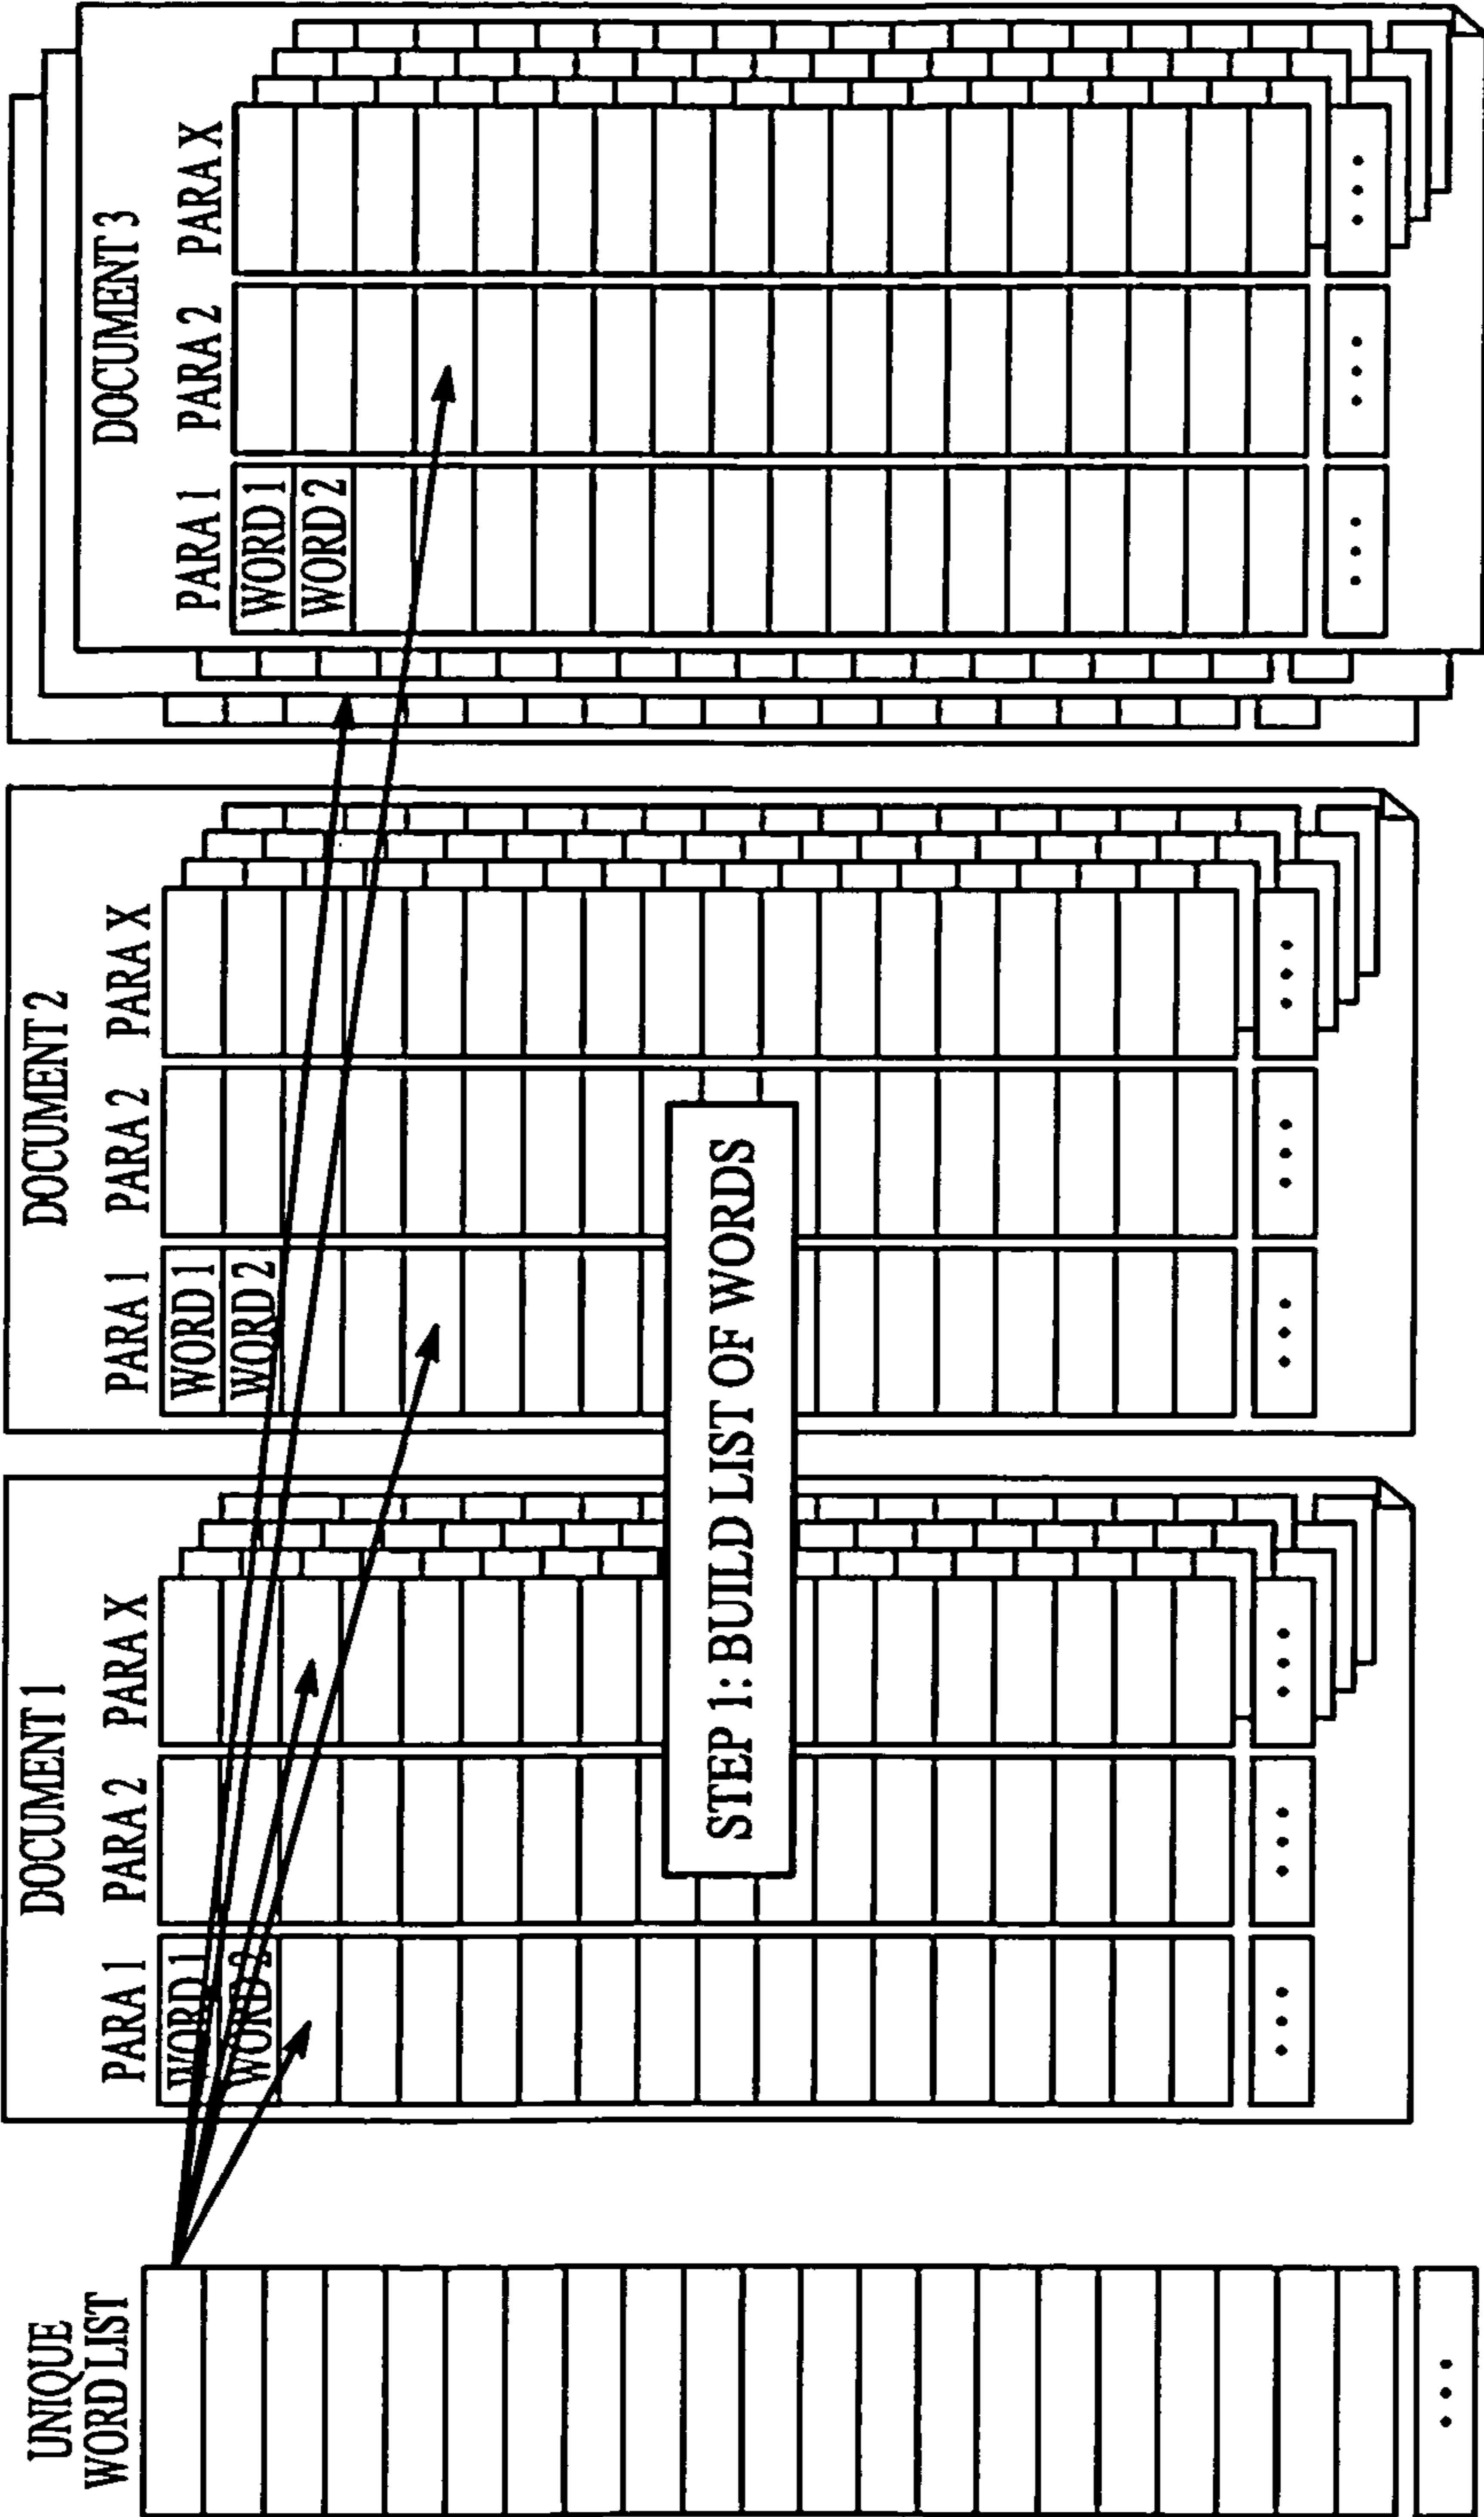 UNIQUE
WORD LIST
DOCUMENT 1
PARA 1 PARA 2 PARA X
WORD 1
WORD 2
DOCUMENT 2
PARA 1 PARA 2 PARA X
WORD 1
WORD 2
DOCUMENT 3
PARA 1 PARA 2 PARA X
WORD 1
WORD 2
STEP 1: BUILD LIST OF WORDS